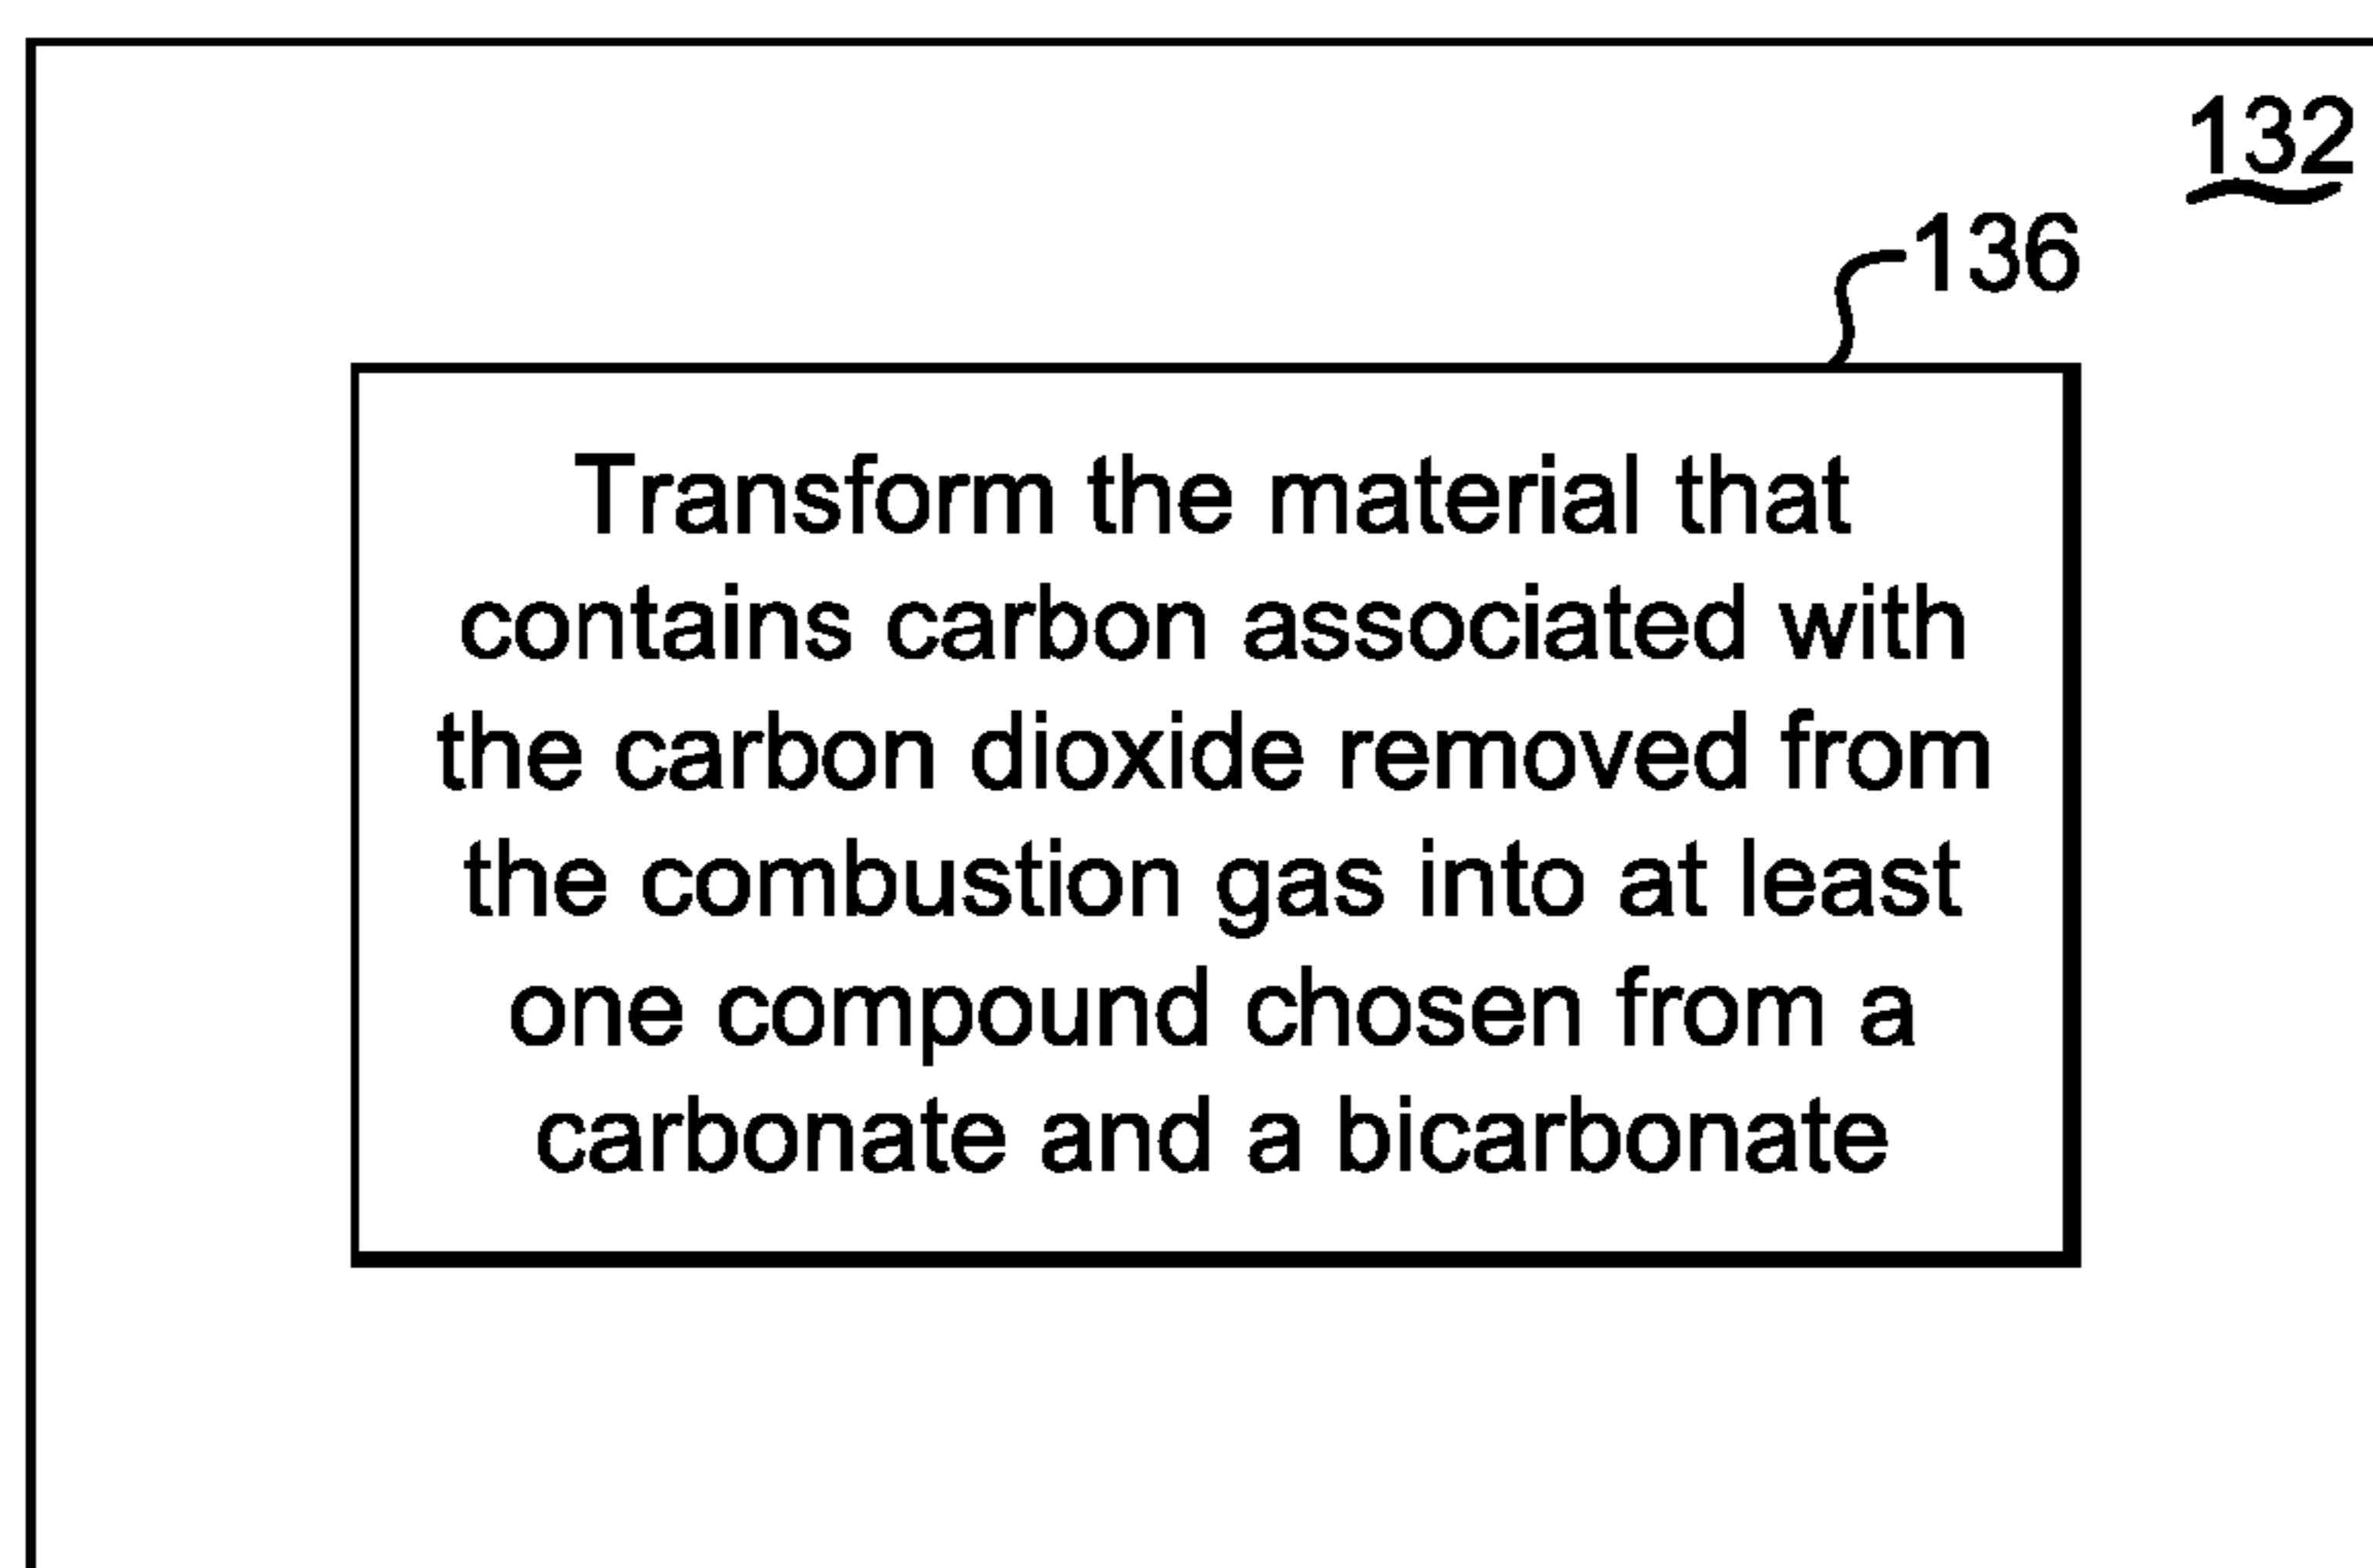 132
136
Transform the material that
contains carbon associated with
the carbon dioxide removed from
the combustion gas into at least
one compound chosen from a
carbonate and a bicarbonate